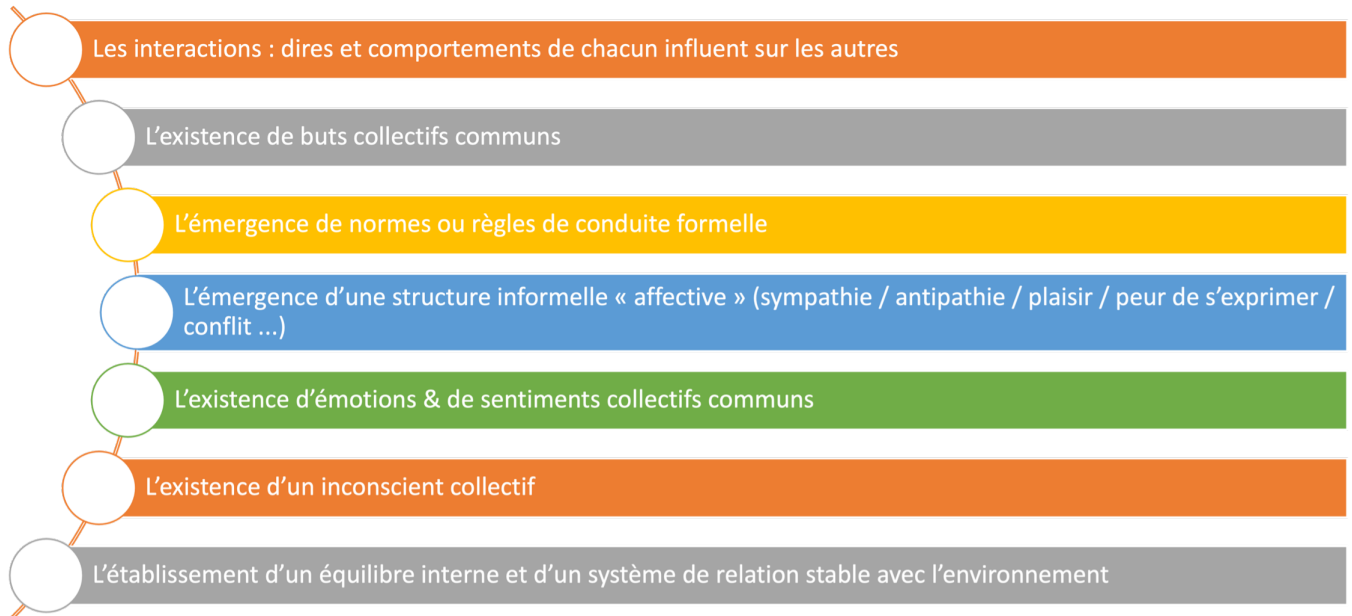 Les interactions : dires et comportements de chacun influent sur les autres
L’existence de buts collectifs communs
L’émergence de normes ou règles de conduite formelle
L’émergence d’une structure informelle « affective » (sympathie / antipathie / plaisir / peur de s’exprimer /
conflit ...)
L’existence d’émotions & de sentiments collectifs communs
L’existence d’un inconscient collectif
L’établissement d’un équilibre interne et d’un système de relation stable avec l’environnement